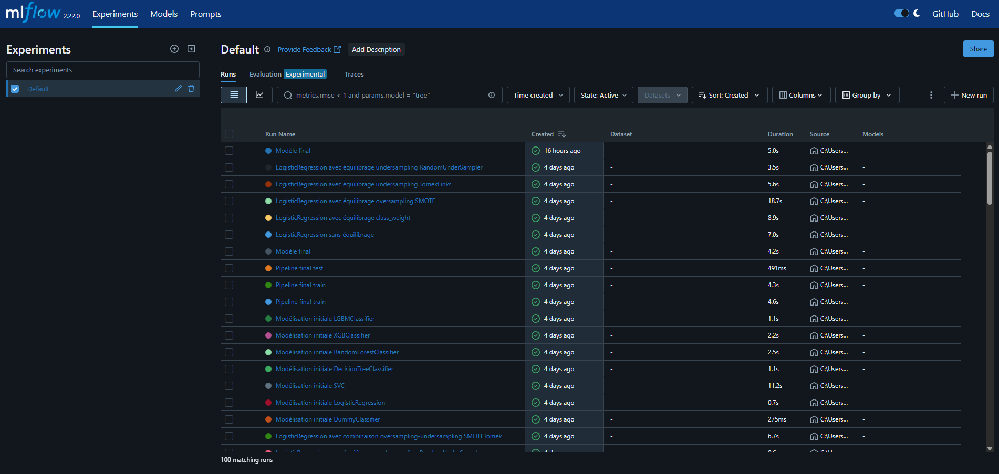 mlflow 2.22.0 Experiments Models Prompts GitHub Docs
Experiments
Search experiments
Default
Default Provide Feedback Add Description Share
Runs Evaluation Experimental Traces
metrics.rmse < 1 and params.model = "tree" Time created State: Active Datasets Sort: Created Columns Group by New run
Run Name Created Dataset Duration Source Models
Modèle final 16 hours ago - 5.0s C:\Users... -
LogisticRegression avec équilibrage undersampling RandomUnderSampler 4 days ago - 3.5s C:\Users... -
LogisticRegression avec équilibrage undersampling TomekLinks 4 days ago - 5.6s C:\Users... -
LogisticRegression avec équilibrage oversampling SMOTE 4 days ago - 18.7s C:\Users... -
LogisticRegression avec équilibrage class_weight 4 days ago - 8.9s C:\Users... -
LogisticRegression sans équilibrage 4 days ago - 7.0s C:\Users... -
Modèle final 4 days ago - 4.2s C:\Users... -
Pipeline final test 4 days ago - 491ms C:\Users... -
Pipeline final train 4 days ago - 4.3s C:\Users... -
Pipeline final train 4 days ago - 4.6s C:\Users... -
Modélisation initiale LGBMClassifier 4 days ago - 1.1s C:\Users... -
Modélisation initiale XGBClassifier 4 days ago - 2.2s C:\Users... -
Modélisation initiale RandomForestClassifier 4 days ago - 2.5s C:\Users... -
Modélisation initiale DecisionTreeClassifier 4 days ago - 1.1s C:\Users... -
Modélisation initiale SVC 4 days ago - 11.2s C:\Users... -
Modélisation initiale LogisticRegression 4 days ago - 0.7s C:\Users... -
Modélisation initiale DummyClassifier 4 days ago - 275ms C:\Users... -
LogisticRegression avec combinaison oversampling-undersampling SMOTETomek 4 days ago - 6.7s C:\Users... -
100 matching runs